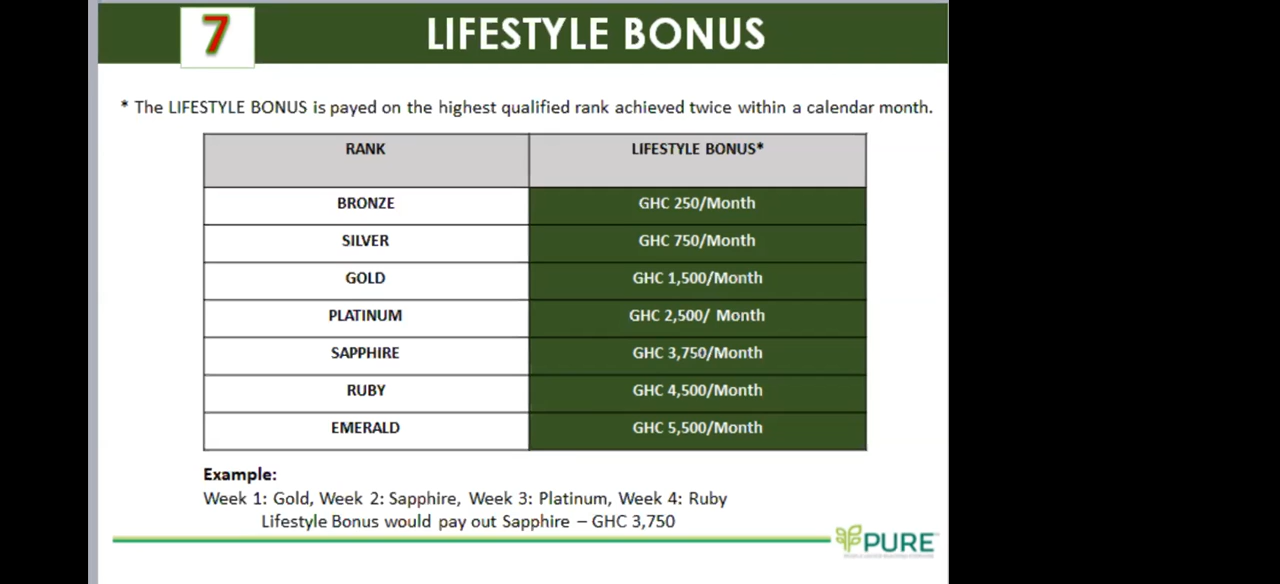 7
LIFESTYLE BONUS
* The LIFESTYLE BONUS is payed on the highest qualified rank achieved twice within a calendar month.
RANK LIFESTYLE BONUS*
BRONZE GHC 250/Month
SILVER GHC 750/Month
GOLD GHC 1,500/Month
PLATINUM GHC 2,500/ Month
SAPPHIRE GHC 3,750/Month
RUBY GHC 4,500/Month
EMERALD GHC 5,500/Month
Example:
Week 1: Gold, Week 2: Sapphire, Week 3: Platinum, Week 4: Ruby
Lifestyle Bonus would pay out Sapphire – GHC 3,750
PURE